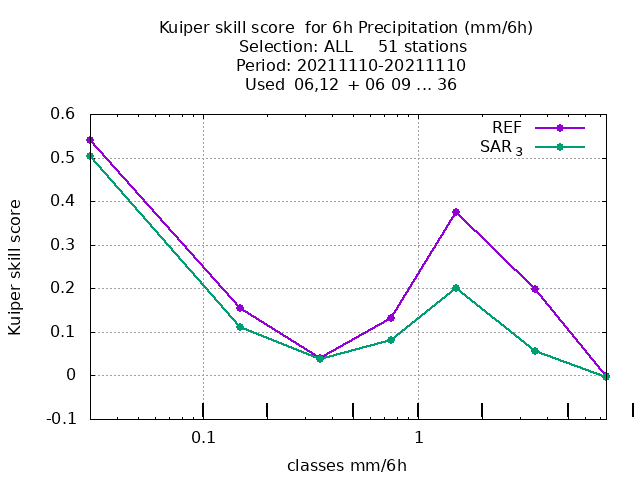 Kuiper skill score  for 6h Precipitation (mm/6h)
Selection: ALL     51 stations
Period: 20211110-20211110
Used  06,12  + 06 09 ... 36
REF
SAR 3
0.6
0.5
0.4
0.3
0.2
0.1
0
-0.1
Kuiper skill score
0.1
1
classes mm/6h